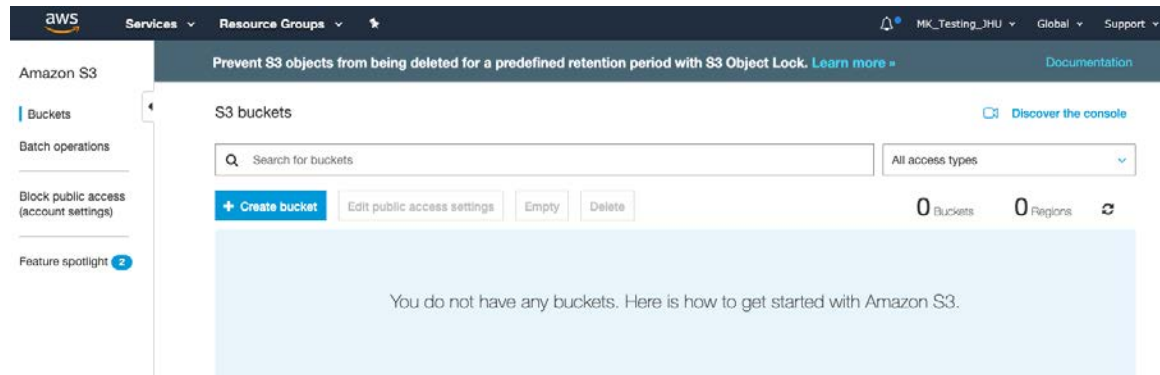 aws Services Resource Groups MK_Testing_JHU Global Support
Amazon S3
Prevent S3 objects from being deleted for a predefined retention period with S3 Object Lock. Learn more » Documentation
Buckets
Batch operations
Block public access
(account settings)
Feature spotlight 2
S3 buckets Discover the console
Search for buckets All access types
+ Create bucket Edit public access settings Empty Delete 0 Buckets 0 Regions
You do not have any buckets. Here is how to get started with Amazon S3.